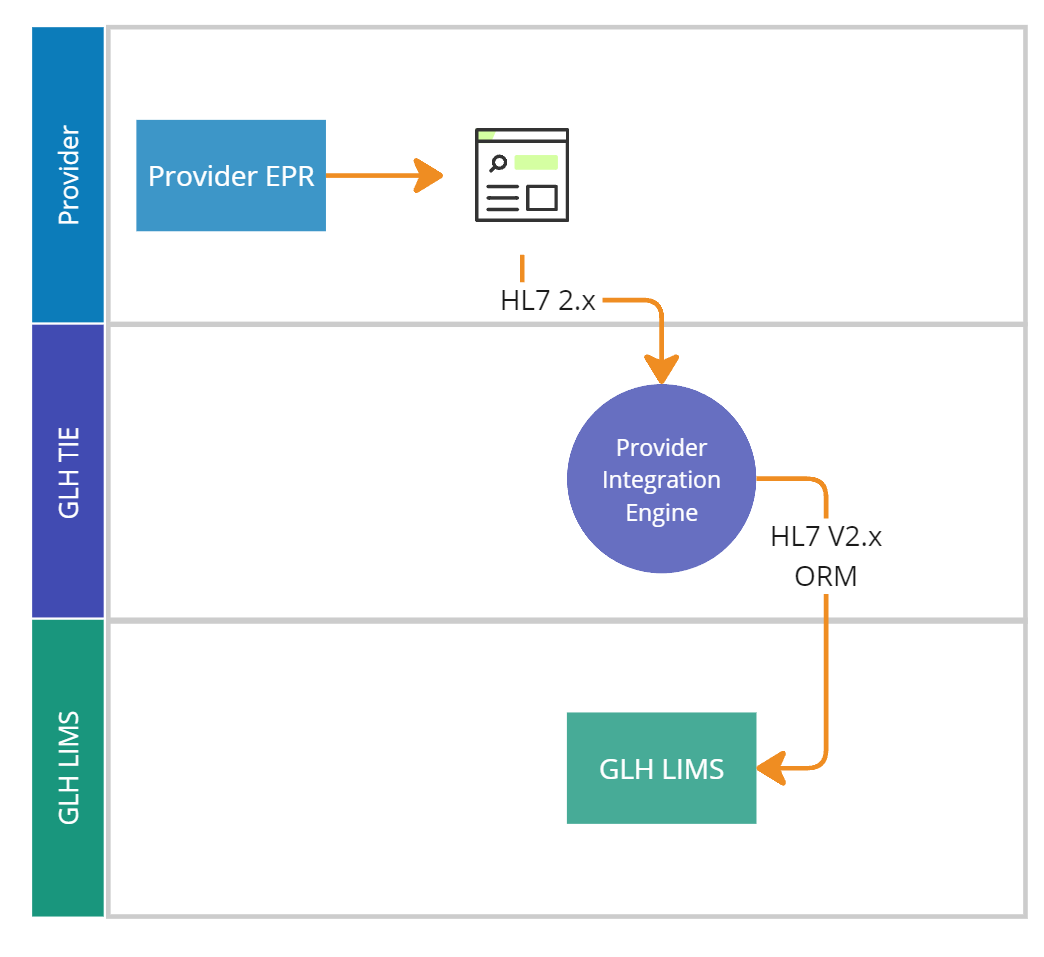 Provider
Provider EPR
HL7 2.x
GLH TIE
Provider
Integration
Engine
HL7 V2.x
ORM
GLH LIMS
GLH LIMS